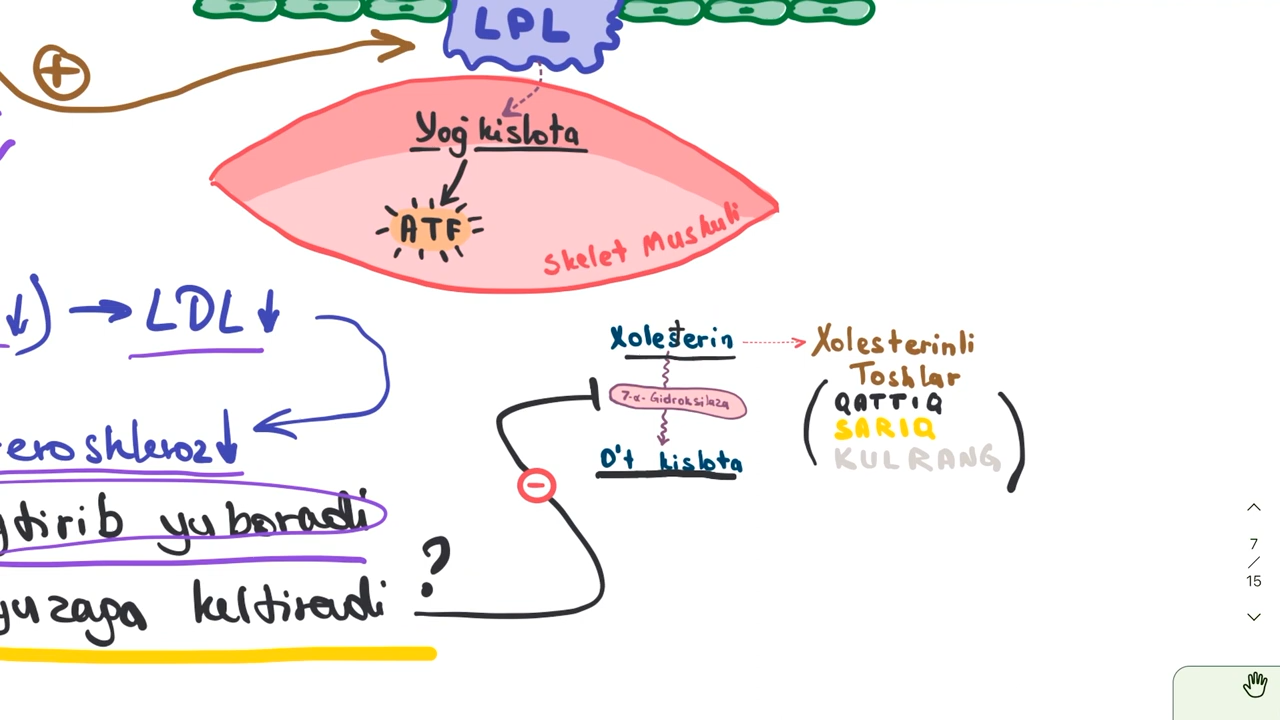 LPL
Yog' kislota
ATF
Skelet Muskuli
↓) → LDL ↓
Xolesterin
Xolesterinli
Toshlar
7-α-Gidroksilaza
QATTIQ
SARIQ
KULRANG
eroskleroz↓
O't kislota
tirib yuboradi
yuzaga keltiradi ?
7
/
15